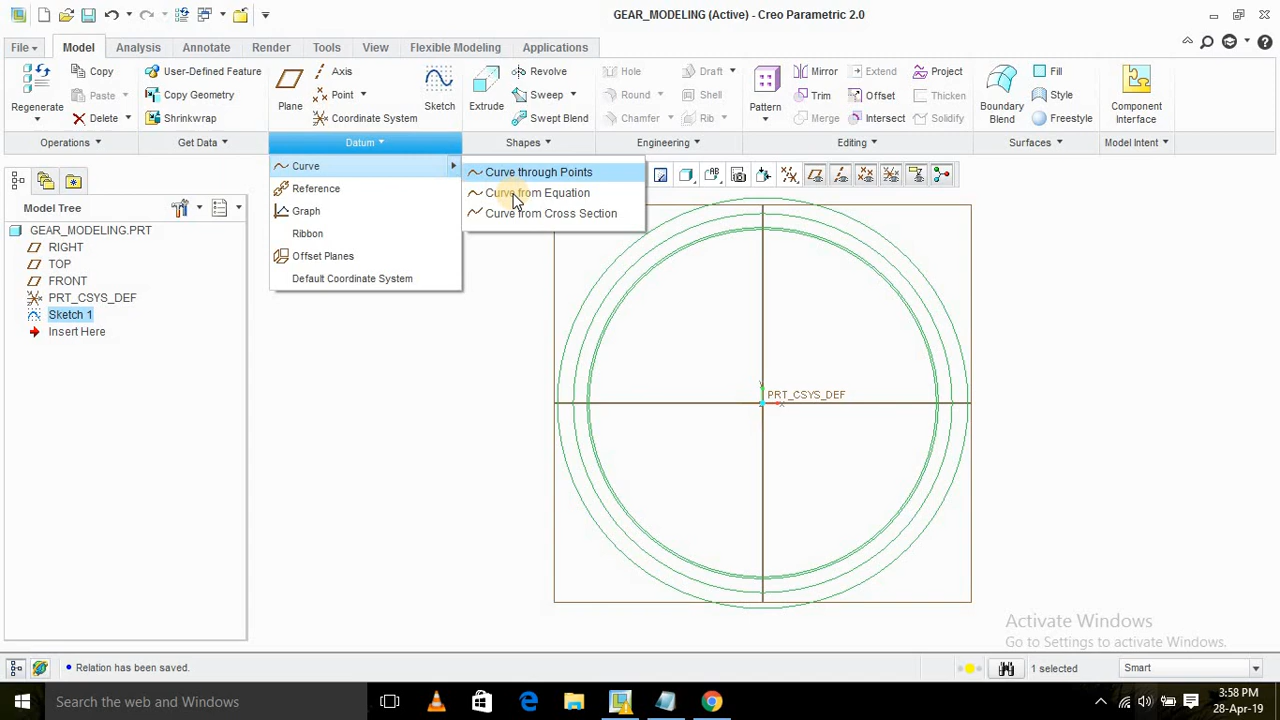 GEAR_MODELING (Active) - Creo Parametric 2.0
File Model Analysis Annotate Render Tools View Flexible Modeling Applications
Regenerate
Copy
Paste
Delete
Operations
User-Defined Feature
Copy Geometry
Shrinkwrap
Get Data
Plane
Axis
Point
Coordinate System
Sketch
Datum
Extrude
Revolve
Sweep
Swept Blend
Shapes
Hole
Round
Chamfer
Draft
Shell
Rib
Engineering
Pattern
Mirror
Trim
Merge
Extend
Offset
Intersect
Project
Thicken
Solidify
Editing
Boundary
Blend
Fill
Style
Freestyle
Surfaces
Component
Interface
Model Intent
Curve
Reference
Graph
Ribbon
Offset Planes
Default Coordinate System
Curve through Points
Curve from Equation
Curve from Cross Section
Model Tree
GEAR_MODELING.PRT
RIGHT
TOP
FRONT
PRT_CSYS_DEF
Sketch 1
Insert Here
y
PRT_CSYS_DEF
x
Activate Windows
Go to Settings to activate Windows.
Relation has been saved.
1 selected
Smart
Search the web and Windows
3:58 PM
28-Apr-19